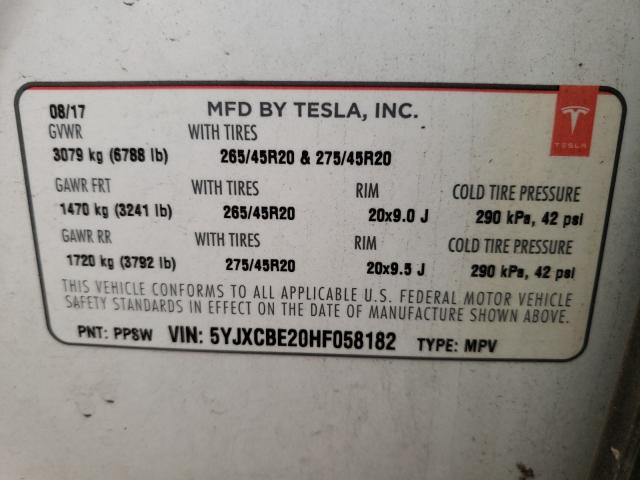 08/17 MFD BY TESLA, INC.
GVWR WITH TIRES
3079 kg (6788 lb) 265/45R20 & 275/45R20
TESLA
GAWR FRT WITH TIRES RIM COLD TIRE PRESSURE
1470 kg (3241 lb) 265/45R20 20x9.0 J 290 kPa, 42 psi
GAWR RR WITH TIRES RIM COLD TIRE PRESSURE
1720 kg (3792 lb) 275/45R20 20x9.5 J 290 kPa, 42 psi
THIS VEHICLE CONFORMS TO ALL APPLICABLE U.S. FEDERAL MOTOR VEHICLE
SAFETY STANDARDS IN EFFECT ON THE DATE OF MANUFACTURE SHOWN ABOVE.
PNT: PPSW VIN: 5YJXCBE20HF058182 TYPE: MPV